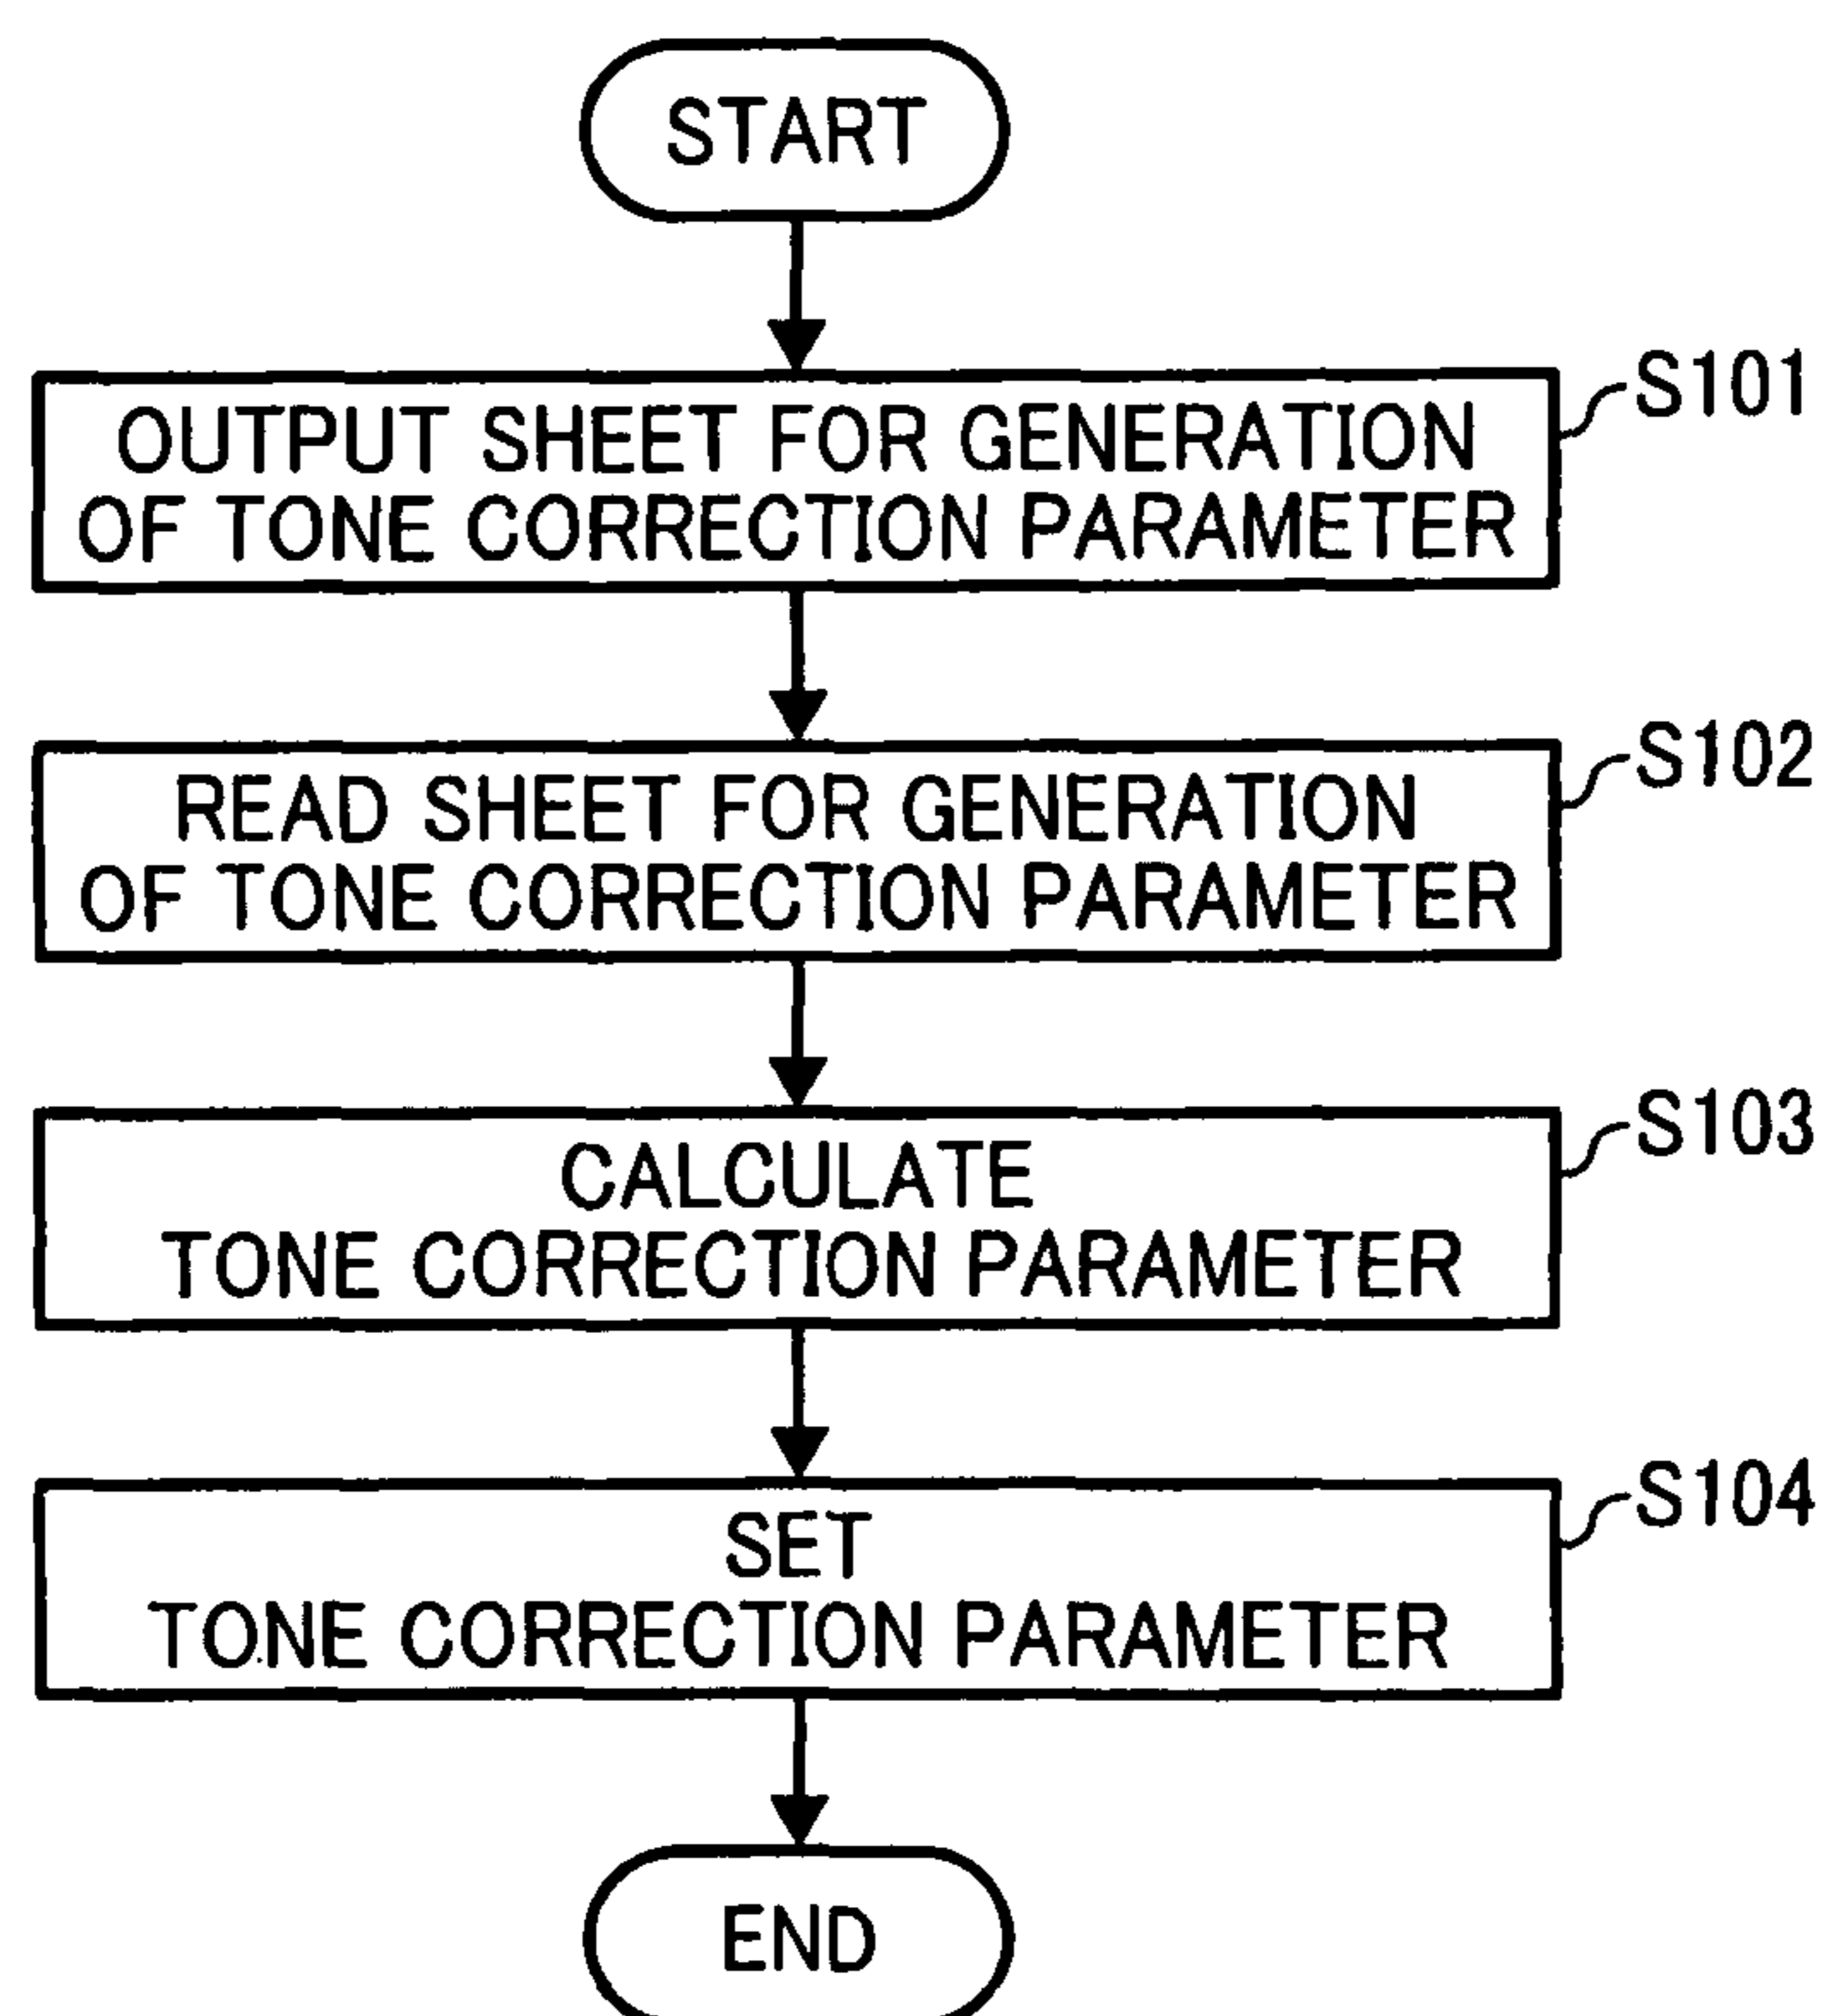 START
S101
OUTPUT SHEET FOR GENERATION
OF TONE CORRECTION PARAMETER
S102
READ SHEET FOR GENERATION
OF TONE CORRECTION PARAMETER
S103
CALCULATE
TONE CORRECTION PARAMETER
S104
SET
TONE CORRECTION PARAMETER
END